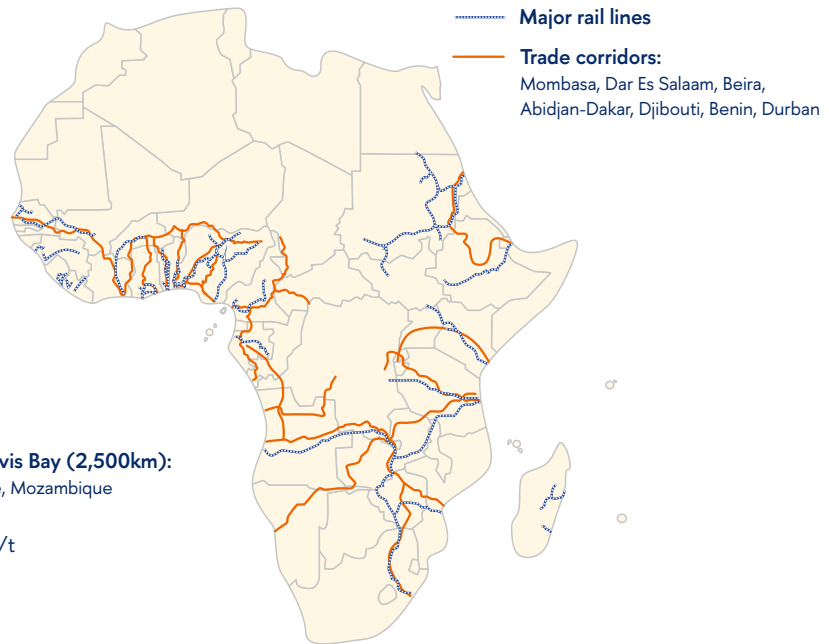 Major rail lines
Trade corridors:
Mombasa, Dar Es Salaam, Beira,
Abidjan-Dakar, Djibouti, Benin, Durban
vis Bay (2,500km):
, Mozambique
/t